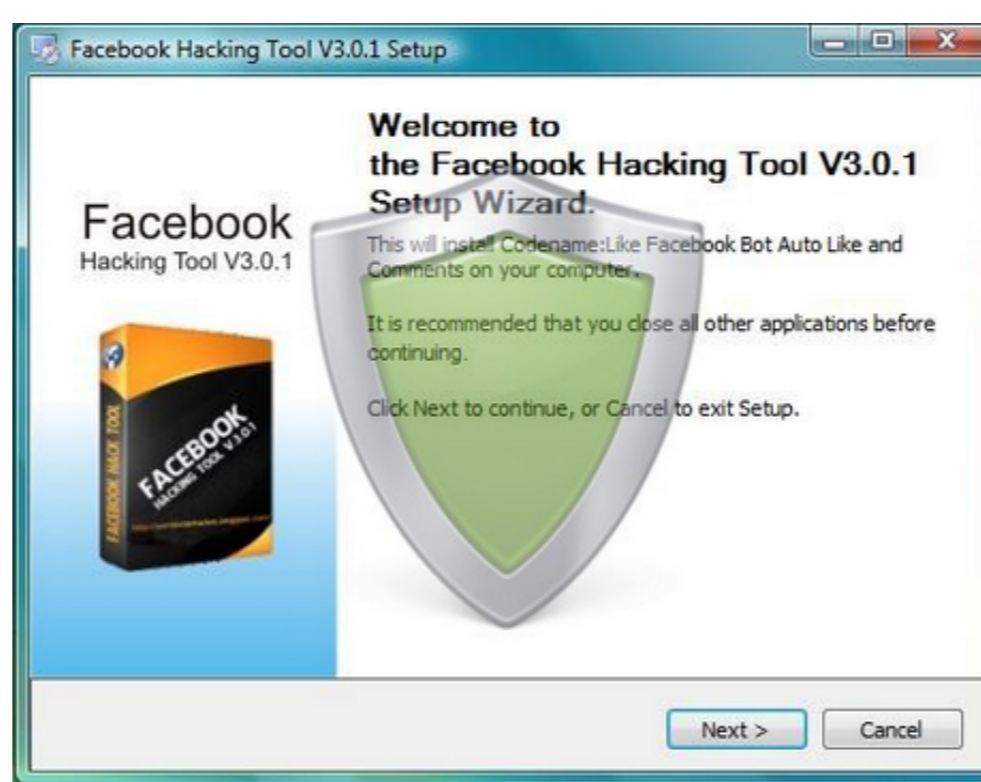 Facebook Hacking Tool V3.0.1 Setup
Welcome to
the Facebook Hacking Tool V3.0.1
Setup Wizard.
This will install Codename:Like Facebook Bot Auto Like and
Comments on your computer.
It is recommended that you close all other applications before
continuing.
Click Next to continue, or Cancel to exit Setup.
Facebook
Hacking Tool V3.0.1
FACEBOOK HACK TOOL
FACEBOOK
HACKING TOOL V3.0.1
Next >
Cancel